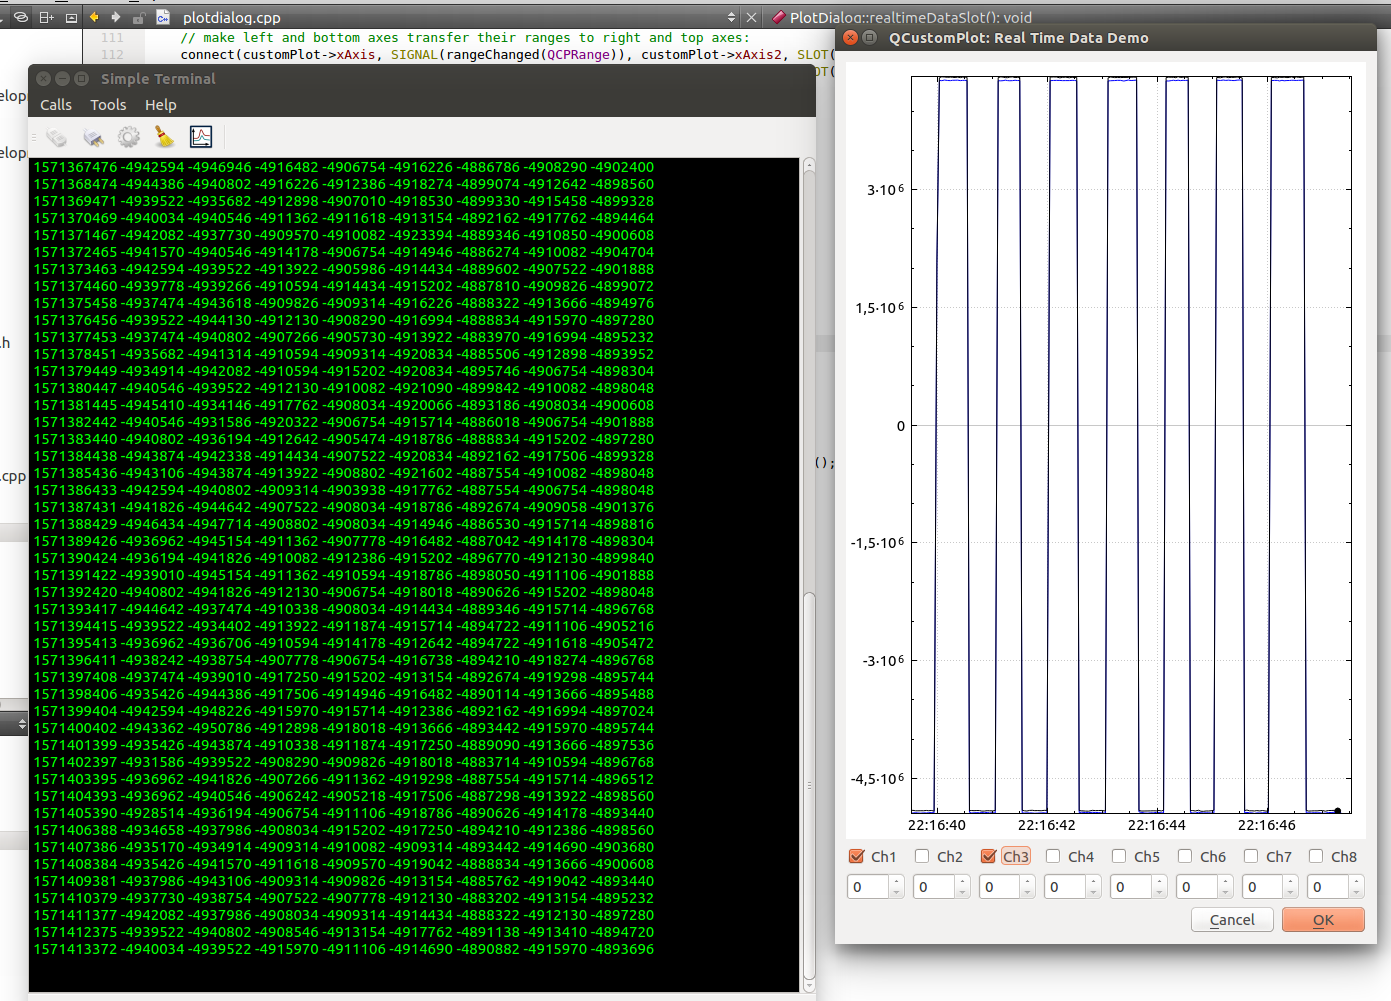 plotdialog.cpp
PlotDialog::realtimeDataSlot(): void
111 // make left and bottom axes transfer their ranges to right and top axes:
112 connect(customPlot->xAxis, SIGNAL(rangeChanged(QCPRange)), customPlot->xAxis2, SLOT(
LOT(
elop
elop
.h
.cpp
();
Simple Terminal
Calls Tools Help
1571367476 -4942594 -4946946 -4916482 -4906754 -4916226 -4886786 -4908290 -4902400
1571368474 -4944386 -4940802 -4916226 -4912386 -4918274 -4899074 -4912642 -4898560
1571369471 -4939522 -4935682 -4912898 -4907010 -4918530 -4899330 -4915458 -4899328
1571370469 -4940034 -4940546 -4911362 -4911618 -4913154 -4892162 -4917762 -4894464
1571371467 -4942082 -4937730 -4909570 -4910082 -4923394 -4889346 -4910850 -4900608
1571372465 -4941570 -4940546 -4914178 -4906754 -4914946 -4886274 -4910082 -4904704
1571373463 -4942594 -4939522 -4913922 -4905986 -4914434 -4889602 -4907522 -4901888
1571374460 -4939778 -4939266 -4910594 -4914434 -4915202 -4887810 -4909826 -4899072
1571375458 -4937474 -4943618 -4909826 -4909314 -4916226 -4888322 -4913666 -4894976
1571376456 -4939522 -4944130 -4912130 -4908290 -4916994 -4888834 -4915970 -4897280
1571377453 -4937474 -4940802 -4907266 -4905730 -4913922 -4883970 -4916994 -4895232
1571378451 -4935682 -4941314 -4910594 -4909314 -4920834 -4885506 -4912898 -4893952
1571379449 -4934914 -4942082 -4910594 -4915202 -4920834 -4895746 -4906754 -4898304
1571380447 -4940546 -4939522 -4912130 -4910082 -4921090 -4899842 -4910082 -4898048
1571381445 -4945410 -4934146 -4917762 -4908034 -4920066 -4893186 -4908034 -4900608
1571382442 -4940546 -4931586 -4920322 -4906754 -4915714 -4886018 -4906754 -4901888
1571383440 -4940802 -4936194 -4912642 -4905474 -4918786 -4888834 -4915202 -4897280
1571384438 -4943874 -4942338 -4914434 -4907522 -4920834 -4892162 -4917506 -4899328
1571385436 -4943106 -4943874 -4913922 -4908802 -4921602 -4887554 -4910082 -4898048
1571386433 -4942594 -4940802 -4909314 -4903938 -4917762 -4887554 -4906754 -4898048
1571387431 -4941826 -4944642 -4907522 -4908034 -4918786 -4892674 -4909058 -4901376
1571388429 -4946434 -4947714 -4908802 -4908034 -4914946 -4886530 -4915714 -4898816
1571389426 -4936962 -4945154 -4911362 -4907778 -4916482 -4887042 -4914178 -4898304
1571390424 -4936194 -4941826 -4910082 -4912386 -4915202 -4896770 -4912130 -4899840
1571391422 -4939010 -4945154 -4911362 -4910594 -4918786 -4898050 -4911106 -4901888
1571392420 -4940802 -4941826 -4912130 -4906754 -4918018 -4890626 -4915202 -4898048
1571393417 -4944642 -4937474 -4910338 -4908034 -4914434 -4889346 -4915714 -4896768
1571394415 -4939522 -4934402 -4913922 -4911874 -4915714 -4894722 -4911106 -4905216
1571395413 -4936962 -4936706 -4910594 -4914178 -4912642 -4894722 -4911618 -4905472
1571396411 -4938242 -4938754 -4907778 -4906754 -4916738 -4894210 -4918274 -4896768
1571397408 -4937474 -4939010 -4917250 -4915202 -4913154 -4892674 -4919298 -4895744
1571398406 -4935426 -4944386 -4917506 -4914946 -4916482 -4890114 -4913666 -4895488
1571399404 -4942594 -4948226 -4915970 -4915714 -4912386 -4892162 -4916994 -4897024
1571400402 -4943362 -4950786 -4912898 -4918018 -4913666 -4893442 -4915970 -4895744
1571401399 -4935426 -4943874 -4910338 -4911874 -4917250 -4889090 -4913666 -4897536
1571402397 -4931586 -4939522 -4908290 -4909826 -4918018 -4883714 -4910594 -4896768
1571403395 -4936962 -4941826 -4907266 -4911362 -4919298 -4887554 -4915714 -4896512
1571404393 -4936962 -4940546 -4906242 -4905218 -4917506 -4887298 -4913922 -4898560
1571405390 -4928514 -4936194 -4909314 -4906754 -4911106 -4918786 -4890626 -4914178 -4893440
1571406388 -4934658 -4937986 -4908034 -4915202 -4917250 -4894210 -4912386 -4898560
1571407386 -4935170 -4934914 -4909314 -4910082 -4909314 -4893442 -4914690 -4903680
1571408384 -4935426 -4941570 -4911618 -4909570 -4919042 -4888834 -4913666 -4900608
1571409381 -4937986 -4943106 -4909314 -4909826 -4913154 -4885762 -4919042 -4893440
1571410379 -4937730 -4938754 -4907522 -4907778 -4912130 -4883202 -4913154 -4895232
1571411377 -4942082 -4937986 -4908034 -4909314 -4914434 -4888322 -4912130 -4897280
1571412375 -4939522 -4940802 -4908546 -4913154 -4917762 -4891138 -4913410 -4894720
1571413372 -4940034 -4939522 -4915970 -4911106 -4914690 -4890882 -4915970 -4893696
QCustomPlot: Real Time Data Demo
3·10⁶
1,5·10⁶
0
-1,5·10⁶
-3·10⁶
-4,5·10⁶
22:16:40 22:16:42 22:16:44 22:16:46
Ch1 Ch2 Ch3 Ch4 Ch5 Ch6 Ch7 Ch8
0 0 0 0 0 0 0 0
Cancel OK